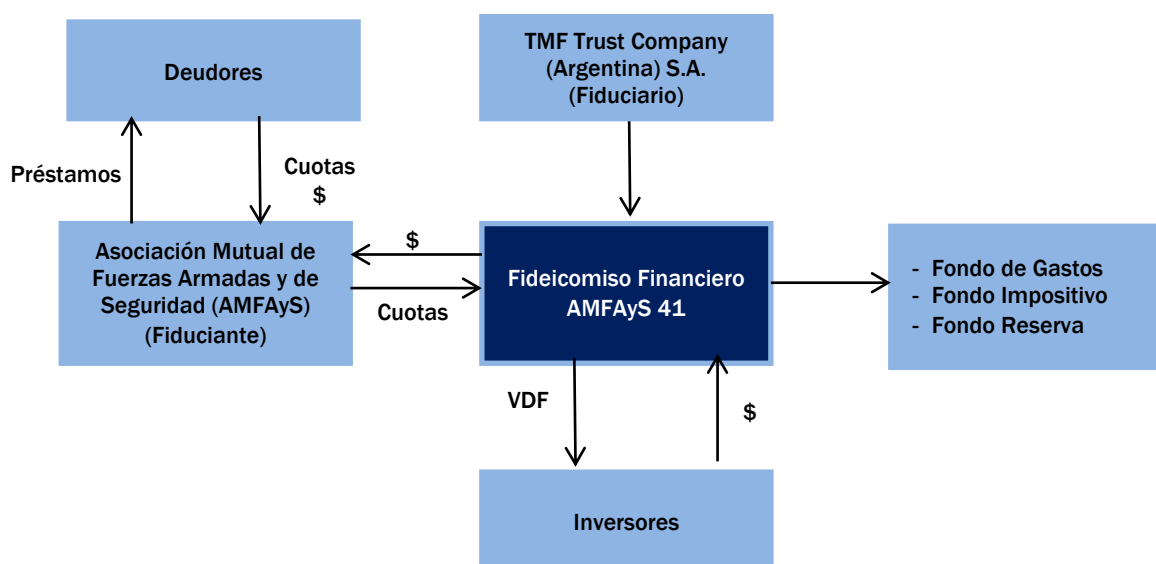 Deudores
TMF Trust Company
(Argentina) S.A.
(Fiduciario)
Préstamos
Cuotas
$
Asociación Mutual de
Fuerzas Armadas y de
Seguridad (AMFAyS)
(Fiduciante)
$
Cuotas
Fideicomiso Financiero
AMFAyS 41
- Fondo de Gastos
- Fondo Impositivo
- Fondo Reserva
VDF
$
Inversores